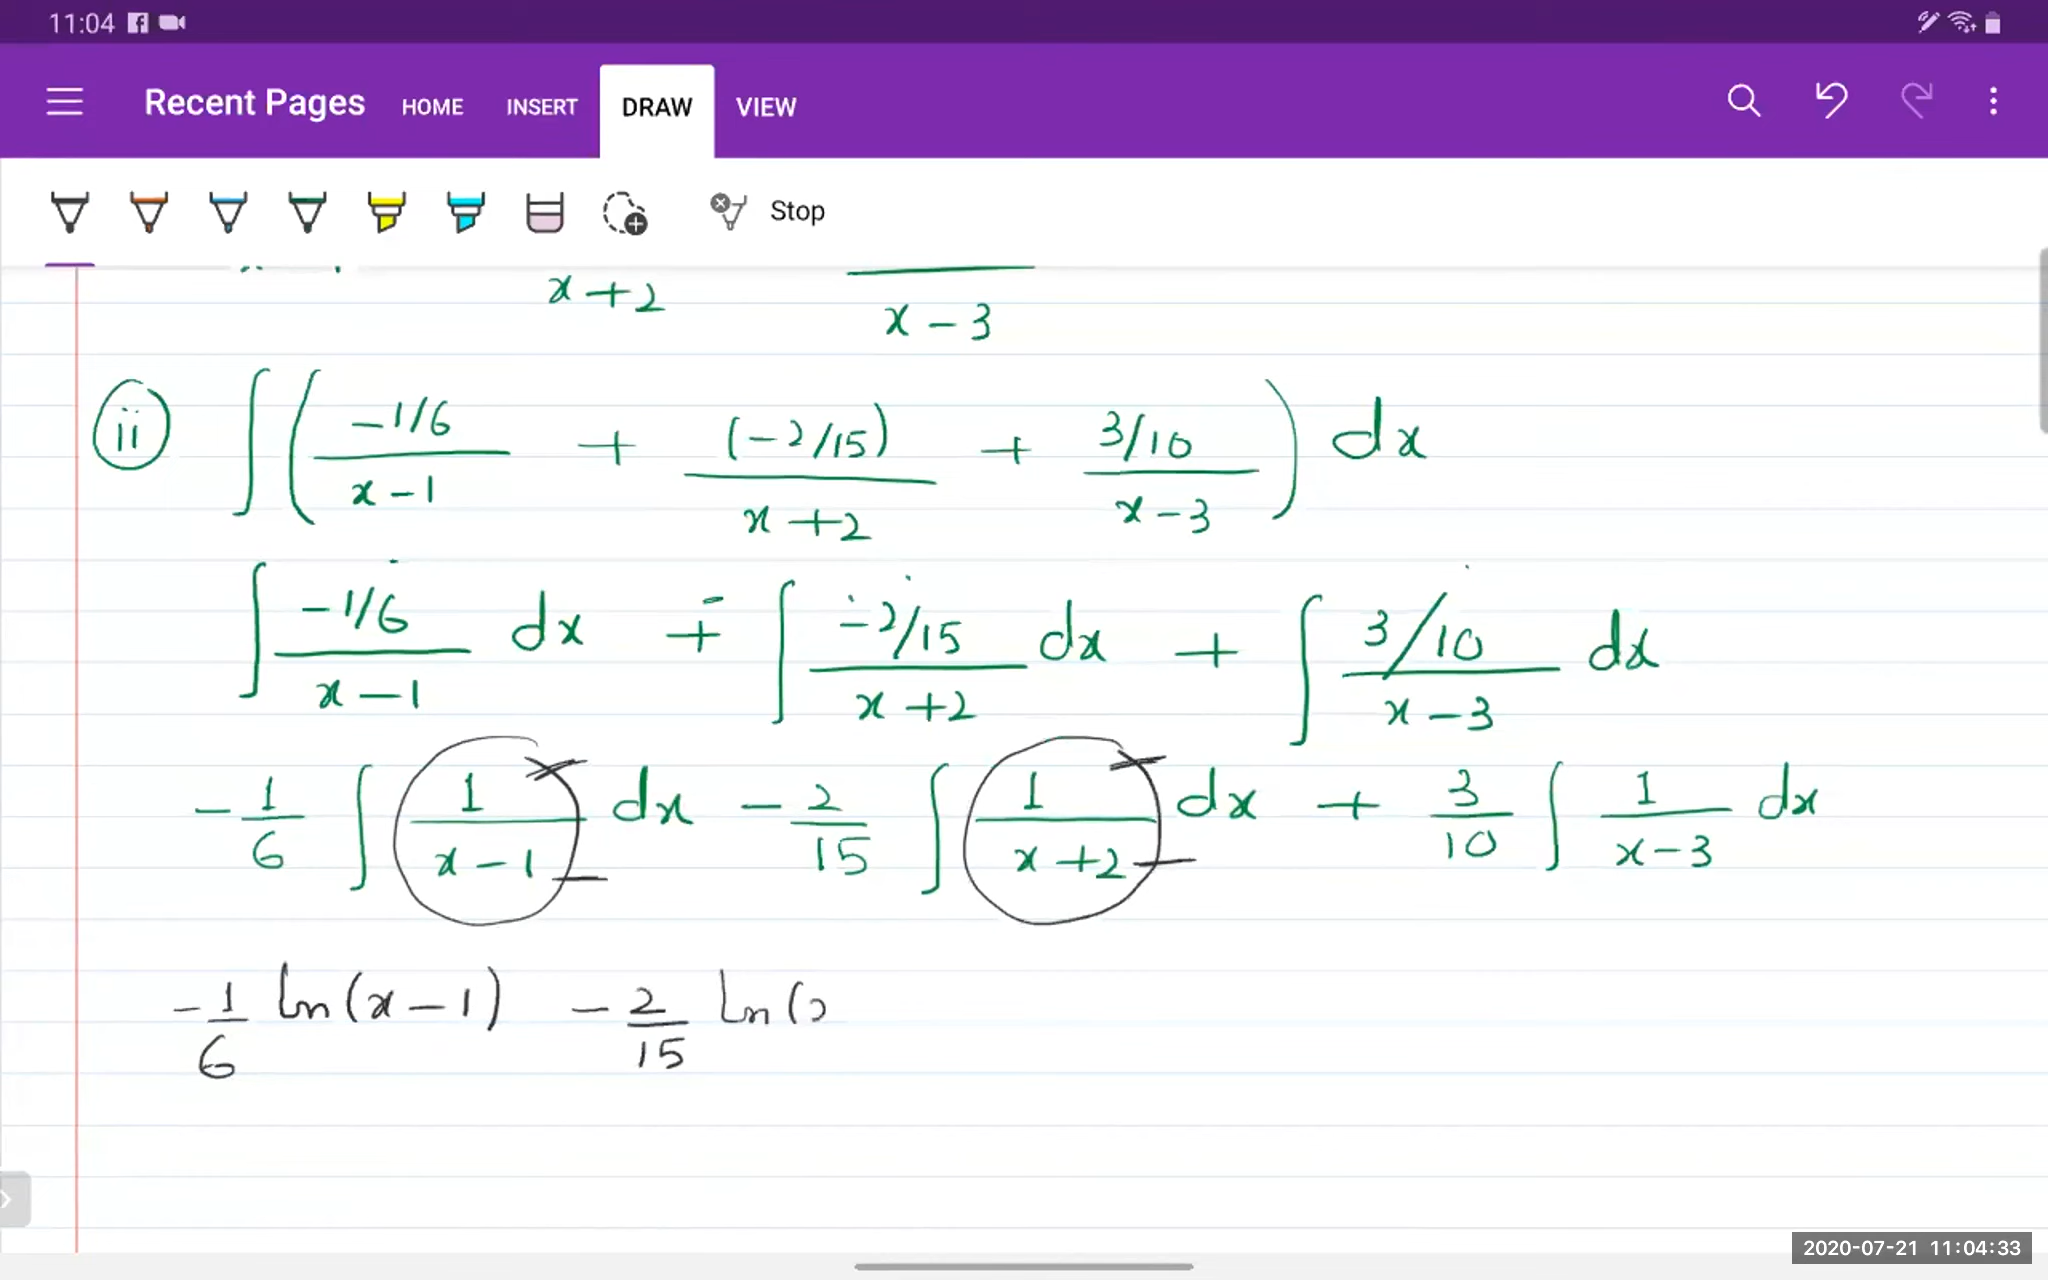 11:04
Recent Pages HOME INSERT DRAW VIEW
Stop
x+2 x-3
ii ∫( (-1/6)/(x-1) + (-2/15)/(x+2) + (3/10)/(x-3) ) dx
∫ (-1/6)/(x-1) dx + ∫ (-2/15)/(x+2) dx + ∫ (3/10)/(x-3) dx
-1/6 ∫ 1/(x-1) dx - 2/15 ∫ 1/(x+2) dx + 3/10 ∫ 1/(x-3) dx
-1/6 ln(x-1) - 2/15 ln(
2020-07-21 11:04:33